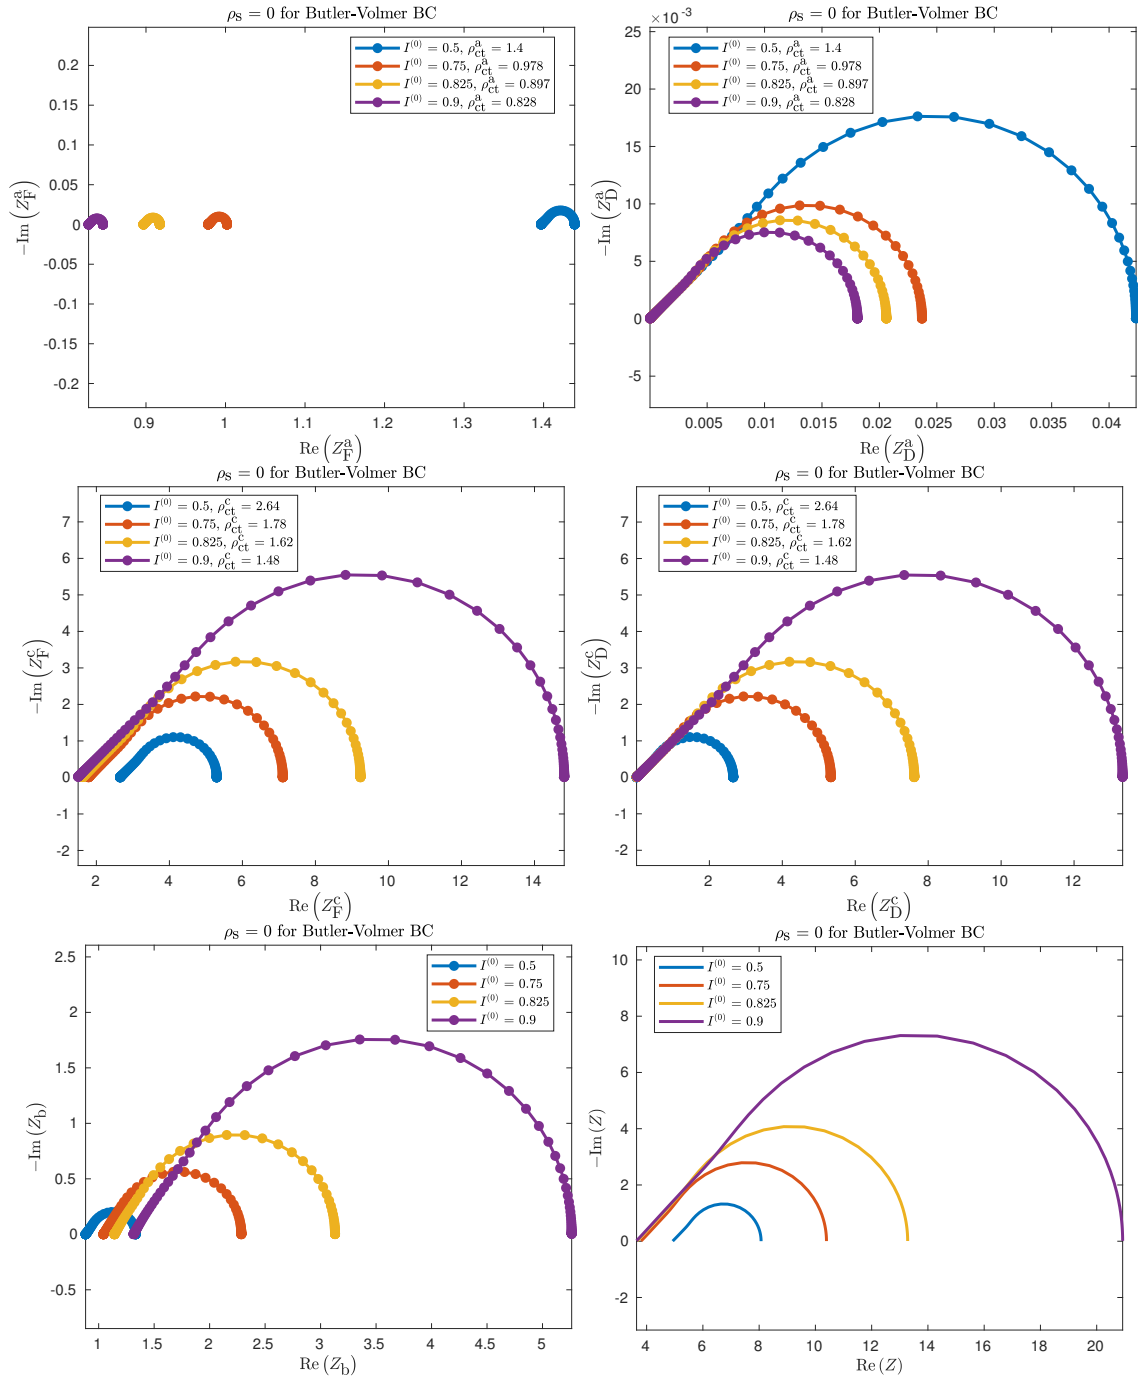 ρs = 0 for Butler-Volmer BC
I⁽⁰⁾ = 0.5, ρᵃct = 1.4
I⁽⁰⁾ = 0.75, ρᵃct = 0.978
I⁽⁰⁾ = 0.825, ρᵃct = 0.897
I⁽⁰⁾ = 0.9, ρᵃct = 0.828
0.2
0.15
0.1
0.05
0
-0.05
-0.1
-0.15
-0.2
−Im (Zᵃ_F)
0.9 1 1.1 1.2 1.3 1.4
Re (Zᵃ_F)
ρs = 0 for Butler-Volmer BC
×10⁻³
I⁽⁰⁾ = 0.5, ρᵃct = 1.4
I⁽⁰⁾ = 0.75, ρᵃct = 0.978
I⁽⁰⁾ = 0.825, ρᵃct = 0.897
I⁽⁰⁾ = 0.9, ρᵃct = 0.828
25
20
15
10
5
0
-5
−Im (Zᵃ_D)
0.005 0.01 0.015 0.02 0.025 0.03 0.035 0.04
Re (Zᵃ_D)
ρs = 0 for Butler-Volmer BC
I⁽⁰⁾ = 0.5, ρᶜct = 2.64
I⁽⁰⁾ = 0.75, ρᶜct = 1.78
I⁽⁰⁾ = 0.825, ρᶜct = 1.62
I⁽⁰⁾ = 0.9, ρᶜct = 1.48
7
6
5
4
3
2
1
0
-1
-2
−Im (Zᶜ_F)
2 4 6 8 10 12 14
Re (Zᶜ_F)
ρs = 0 for Butler-Volmer BC
I⁽⁰⁾ = 0.5, ρᶜct = 2.64
I⁽⁰⁾ = 0.75, ρᶜct = 1.78
I⁽⁰⁾ = 0.825, ρᶜct = 1.62
I⁽⁰⁾ = 0.9, ρᶜct = 1.48
7
6
5
4
3
2
1
0
-1
-2
−Im (Zᶜ_D)
2 4 6 8 10 12
Re (Zᶜ_D)
ρs = 0 for Butler-Volmer BC
I⁽⁰⁾ = 0.5
I⁽⁰⁾ = 0.75
I⁽⁰⁾ = 0.825
I⁽⁰⁾ = 0.9
2.5
2
1.5
1
0.5
0
-0.5
−Im (Z_b)
1 1.5 2 2.5 3 3.5 4 4.5 5
Re (Z_b)
ρs = 0 for Butler-Volmer BC
I⁽⁰⁾ = 0.5
I⁽⁰⁾ = 0.75
I⁽⁰⁾ = 0.825
I⁽⁰⁾ = 0.9
10
8
6
4
2
0
-2
−Im (Z)
4 6 8 10 12 14 16 18 20
Re (Z)